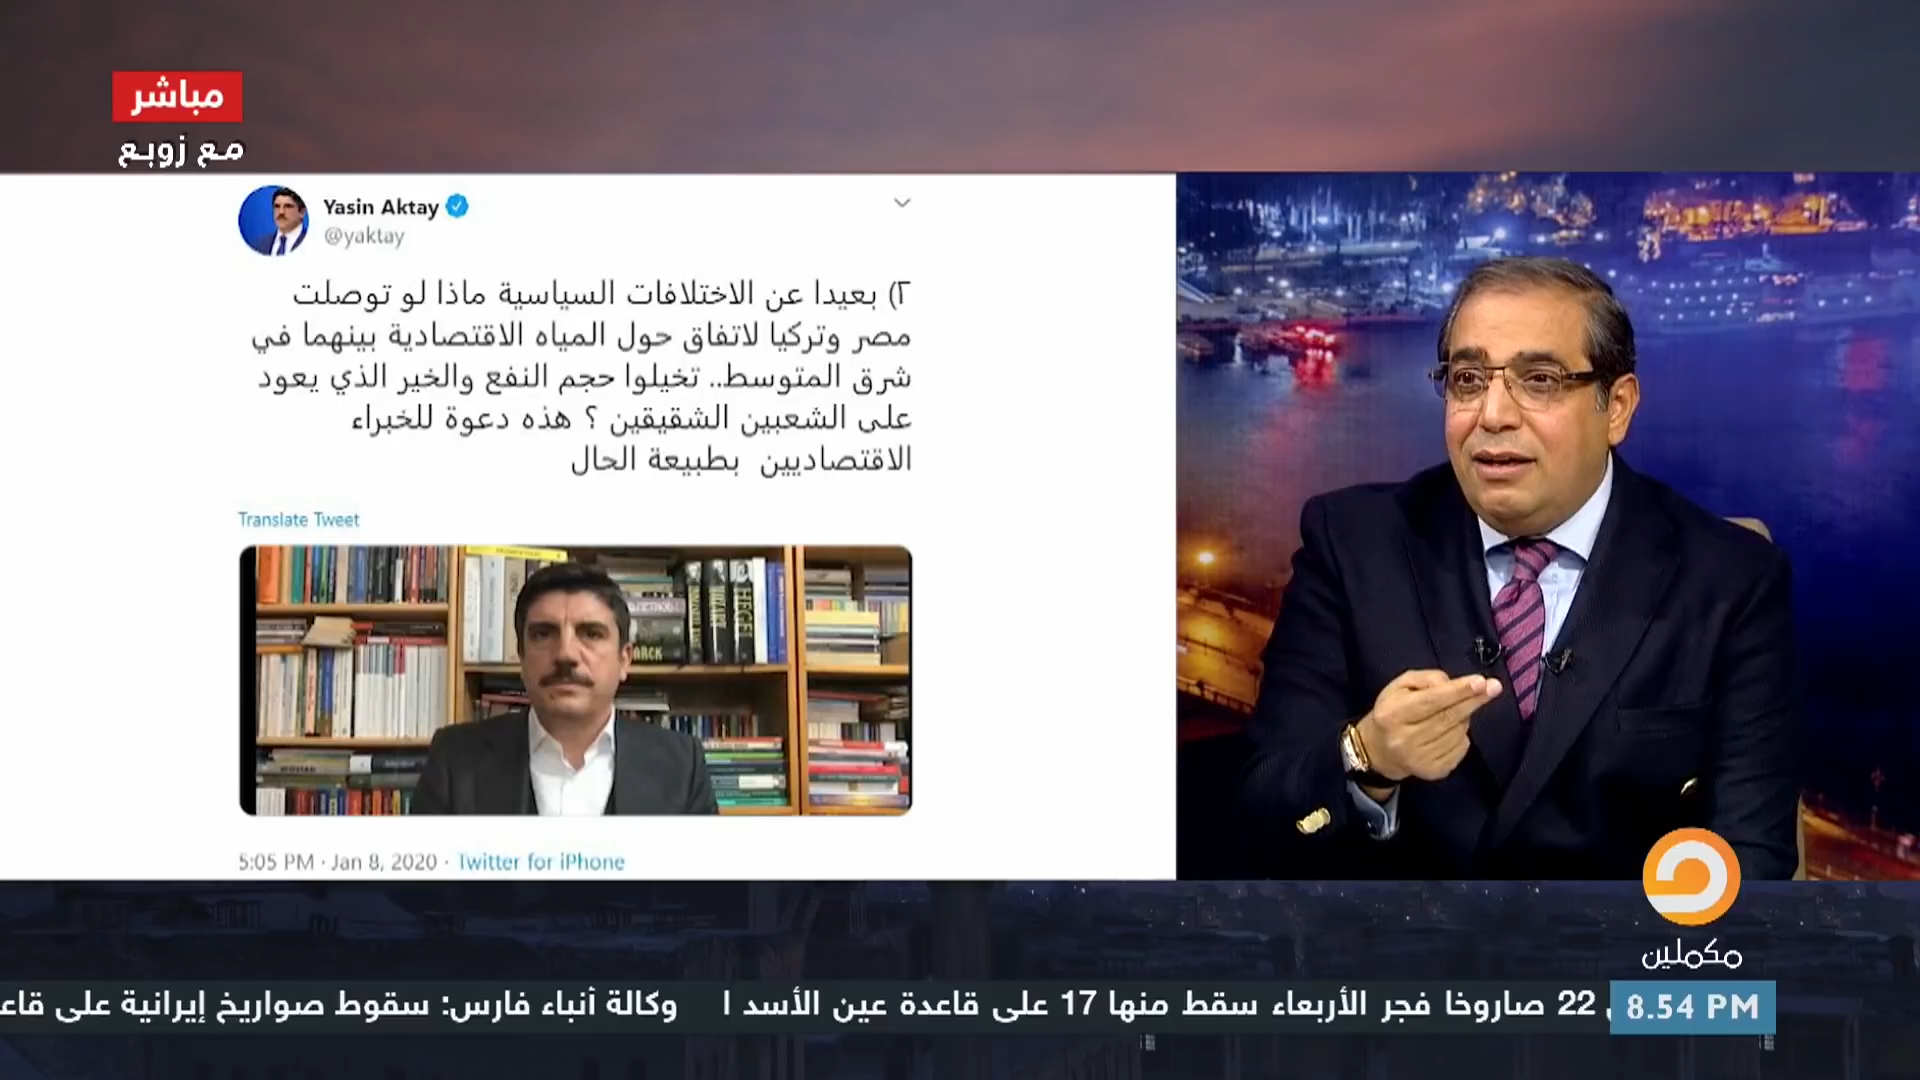 مباشر
مع زوبع
Yasin Aktay
@yaktay
٢) بعيدا عن الاختلافات السياسية ماذا لو توصلت
مصر وتركيا لاتفاق حول المياه الاقتصادية بينهما في
شرق المتوسط.. تخيلوا حجم النفع والخير الذي يعود
على الشعبين الشقيقين ؟ هذه دعوة للخبراء
الاقتصاديين بطبيعة الحال
Translate Tweet
HEGEL
5:05 PM · Jan 8, 2020 · Twitter for iPhone
مكملين
22 صاروخا فجر الأربعاء سقط منها 17 على قاعدة عين الأسد ا
وكالة أنباء فارس: سقوط صواريخ إيرانية على
8.54 PM